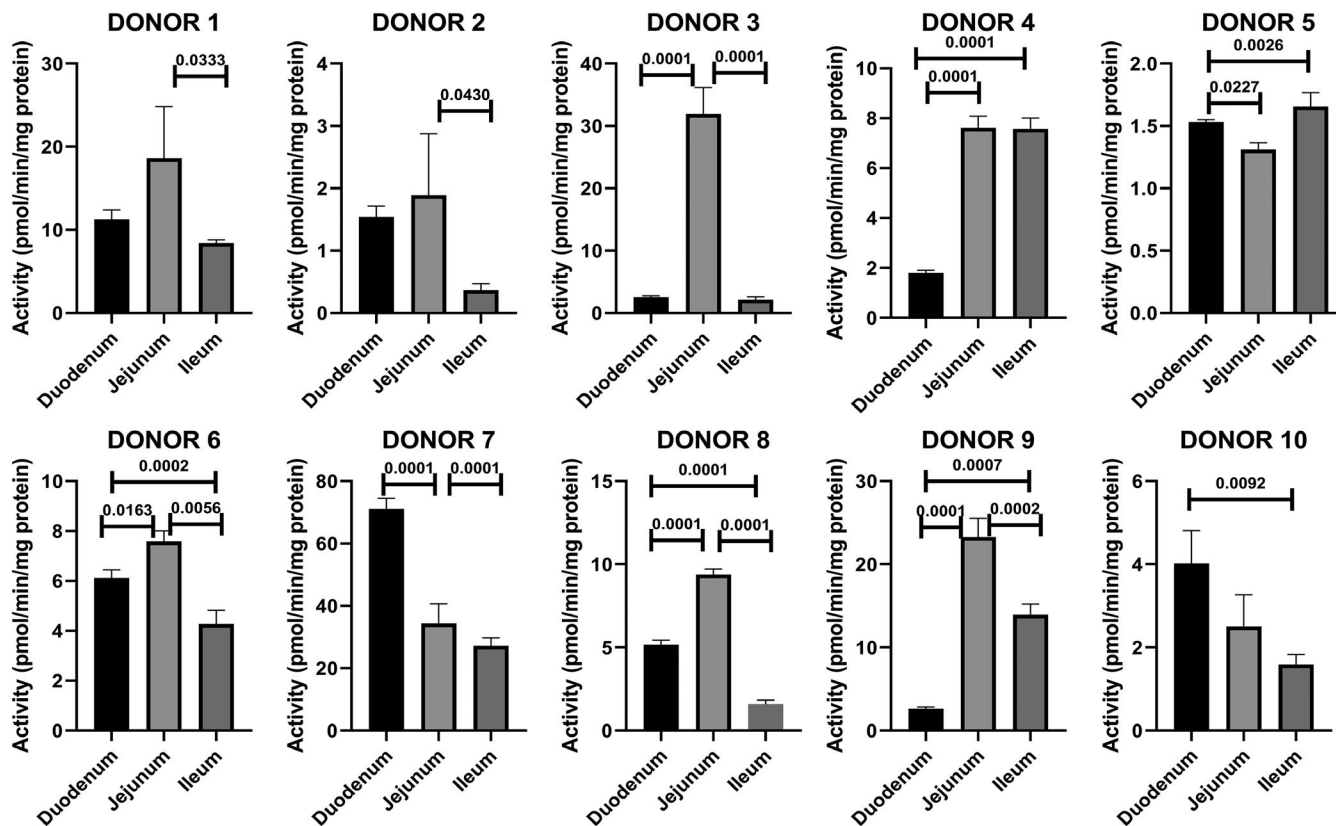 DONOR 1
0.0333
Activity (pmol/min/mg protein)
30
20
10
0
Duodenum
Jejunum
Ileum
DONOR 2
0.0430
Activity (pmol/min/mg protein)
4
3
2
1
0
Duodenum
Jejunum
Ileum
DONOR 3
0.0001 0.0001
Activity (pmol/min/mg protein)
40
30
20
10
0
Duodenum
Jejunum
Ileum
DONOR 4
0.0001
0.0001
Activity (pmol/min/mg protein)
10
8
6
4
2
0
Duodenum
Jejunum
Ileum
DONOR 5
0.0026
0.0227
Activity (pmol/min/mg protein)
2.0
1.5
1.0
0.5
0.0
Duodenum
Jejunum
Ileum
DONOR 6
0.0002
0.0163 0.0056
Activity (pmol/min/mg protein)
10
8
6
4
2
0
Duodenum
Jejunum
Ileum
DONOR 7
0.0001 0.0001
Activity (pmol/min/mg protein)
80
60
40
20
0
Duodenum
Jejunum
Ileum
DONOR 8
0.0001
0.0001 0.0001
Activity (pmol/min/mg protein)
15
10
5
0
Duodenum
Jejunum
Ileum
DONOR 9
0.0007
0.0001 0.0002
Activity (pmol/min/mg protein)
30
20
10
0
Duodenum
Jejunum
Ileum
DONOR 10
0.0092
Activity (pmol/min/mg protein)
6
4
2
0
Duodenum
Jejunum
Ileum